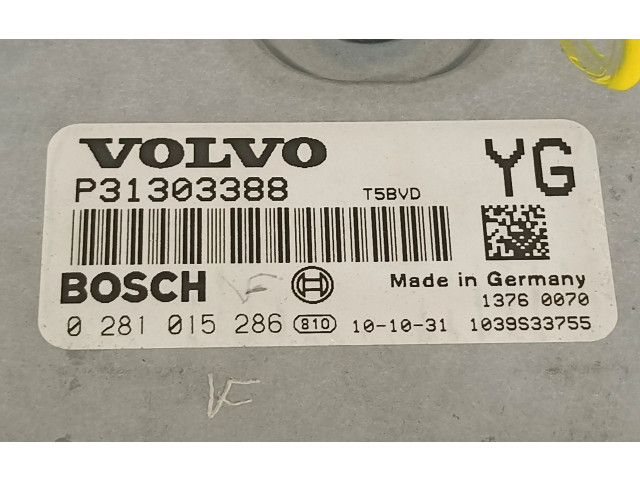 VOLVO YG
P31303388 T5BVD
BOSCH Made in Germany
1376 0070
0 281 015 286 810 10-10-31 1039S33755